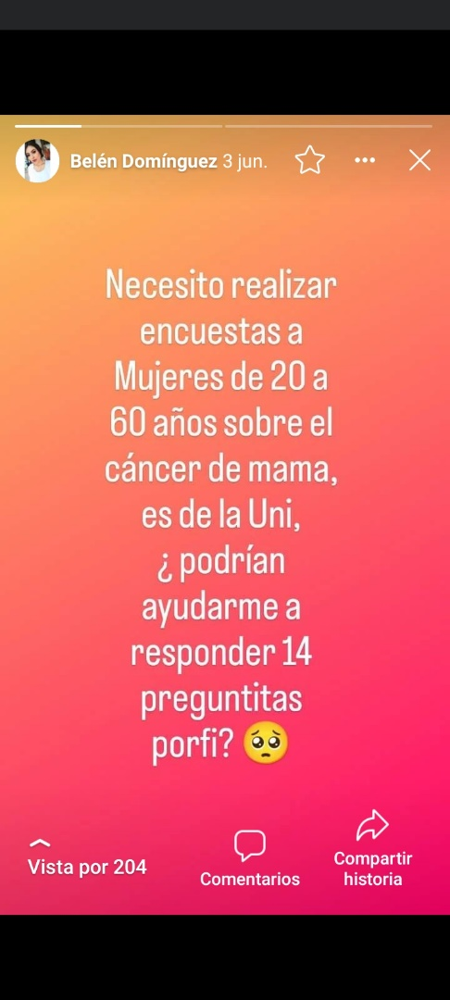 Belén Domínguez 3 jun.
Necesito realizar
encuestas a
Mujeres de 20 a
60 años sobre el
cáncer de mama,
es de la Uni,
¿ podrían
ayudarme a
responder 14
preguntitas
porfi? 🥺
Vista por 204
Comentarios
Compartir
historia